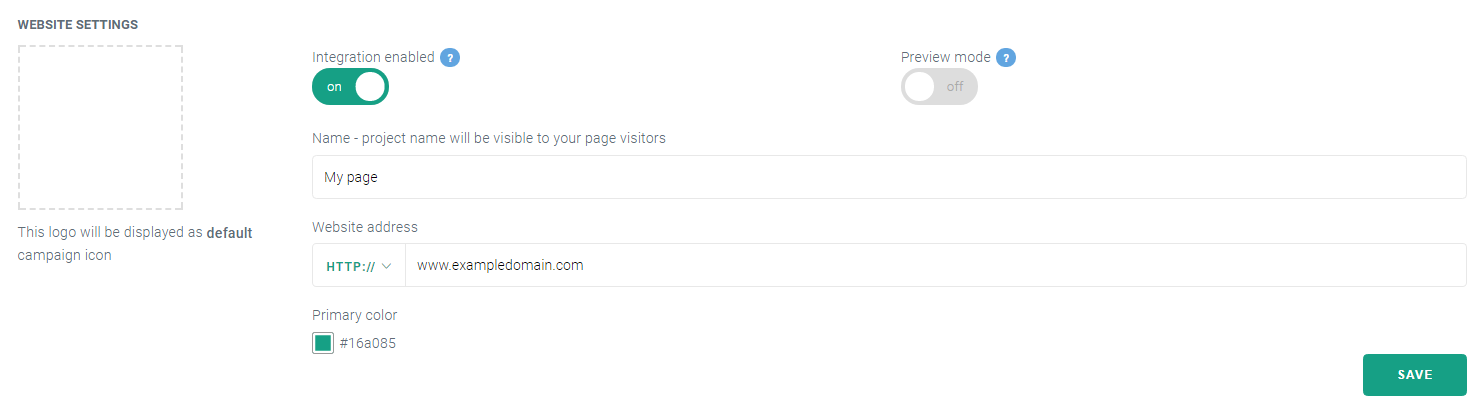 WEBSITE SETTINGS
Integration enabled ?
Preview mode ?
on
off
Name - project name will be visible to your page visitors
My page
This logo will be displayed as default
campaign icon
Website address
HTTP://
www.exampledomain.com
Primary color
#16a085
SAVE